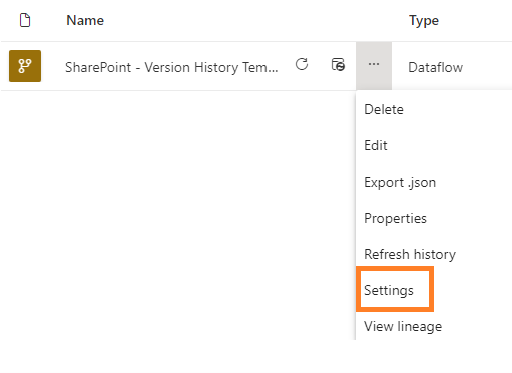 Name Type
SharePoint - Version History Tem... ... Dataflow
Delete
Edit
Export .json
Properties
Refresh history
Settings
View lineage